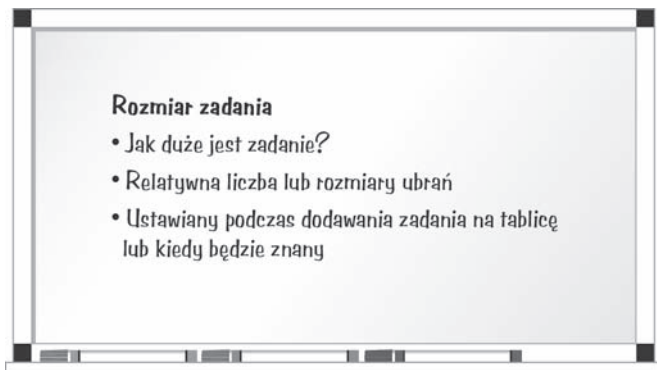 Rozmiar zadania
• Jak duże jest zadanie?
• Relatywna liczba lub rozmiary ubrań
• Ustawiany podczas dodawania zadania na tablicę
lub kiedy będzie znany